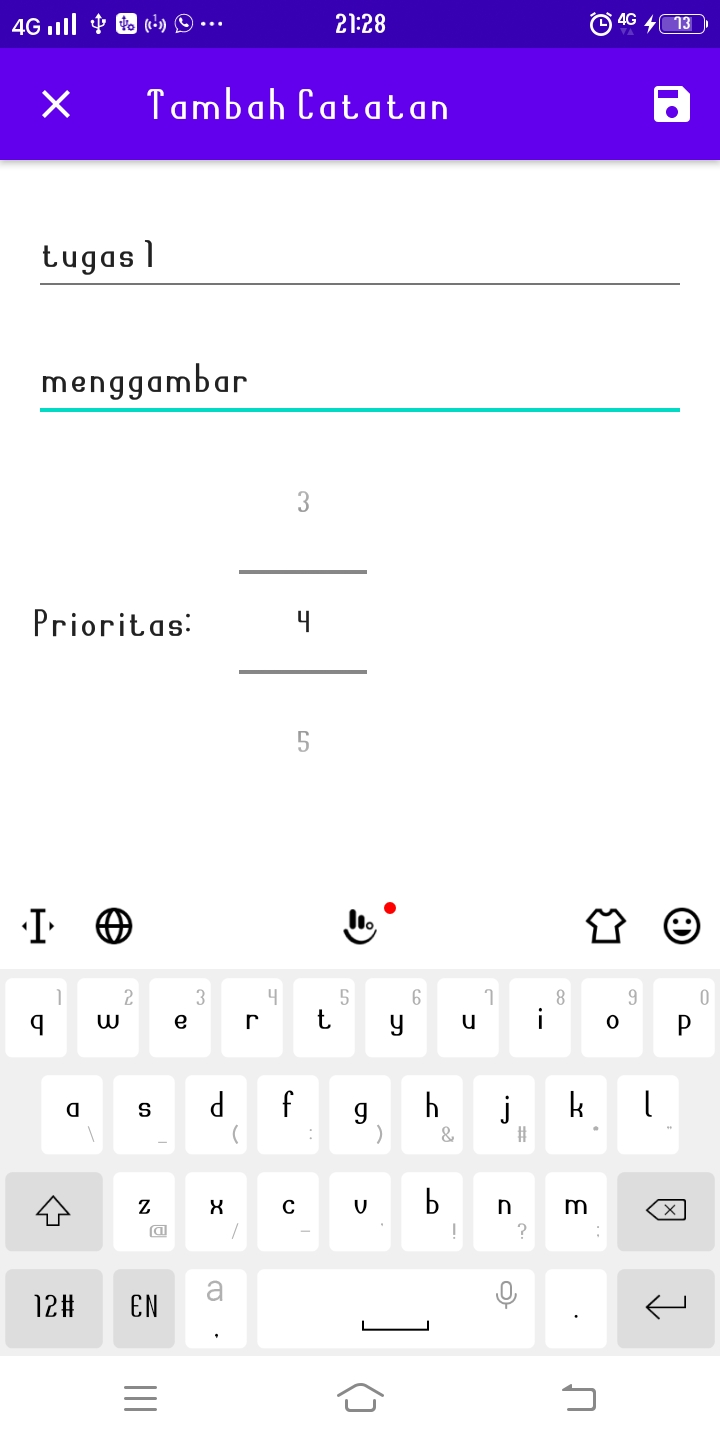 4G 21:28 4G 73
Tambah Catatan
tugas 1
menggambar
3
Prioritas: 4
5
1 2 3 4 5 6 7 8 9 0
q w e r t y u i o p
a s d f g h j k l
\ _ ( : ) & # * "
z x c v b n m
@ / - ' ! ? ;
12# EN a , .